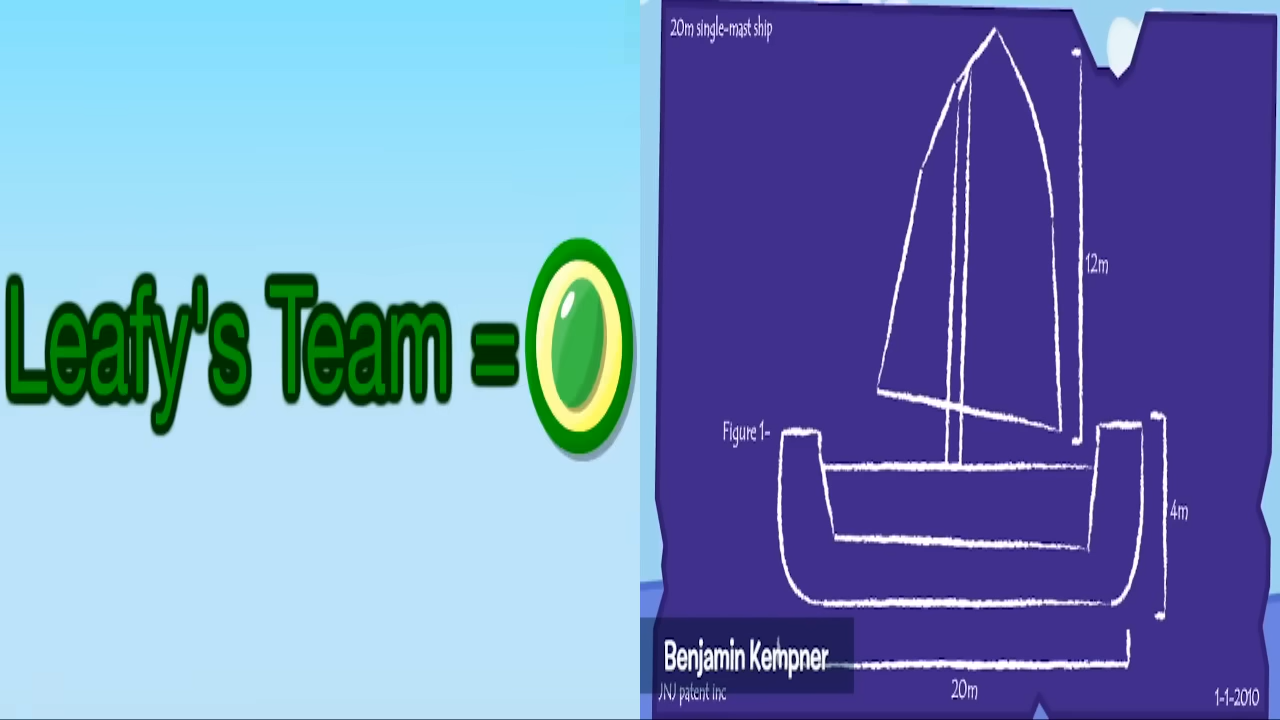 Leafy's Team =
20m single-mast ship
12m
Figure 1-
4m
Benjamin Kempner
JNJ patent inc
20m
1-1-2010